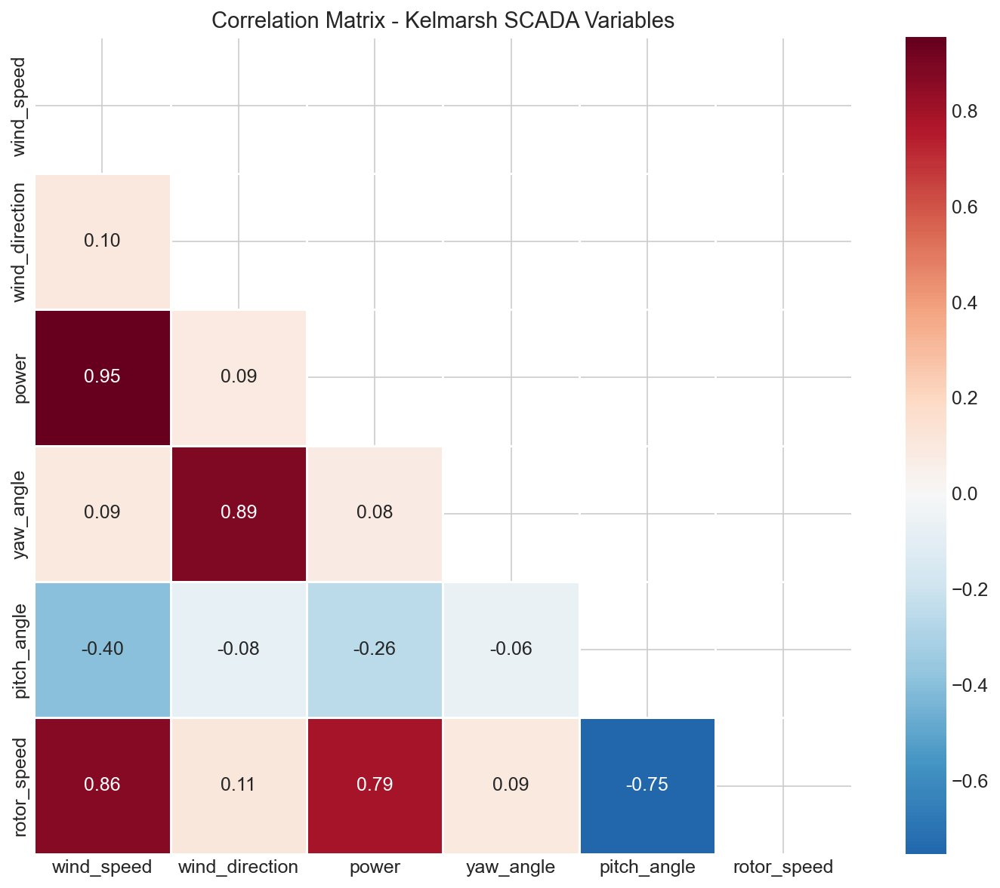 Correlation Matrix - Kelmarsh SCADA Variables
wind_speed
wind_direction
0.10
power
0.95 0.09
yaw_angle
0.09 0.89 0.08
pitch_angle
-0.40 -0.08 -0.26 -0.06
rotor_speed
0.86 0.11 0.79 0.09 -0.75
wind_speed wind_direction power yaw_angle pitch_angle rotor_speed
0.8
0.6
0.4
0.2
0.0
−0.2
−0.4
−0.6